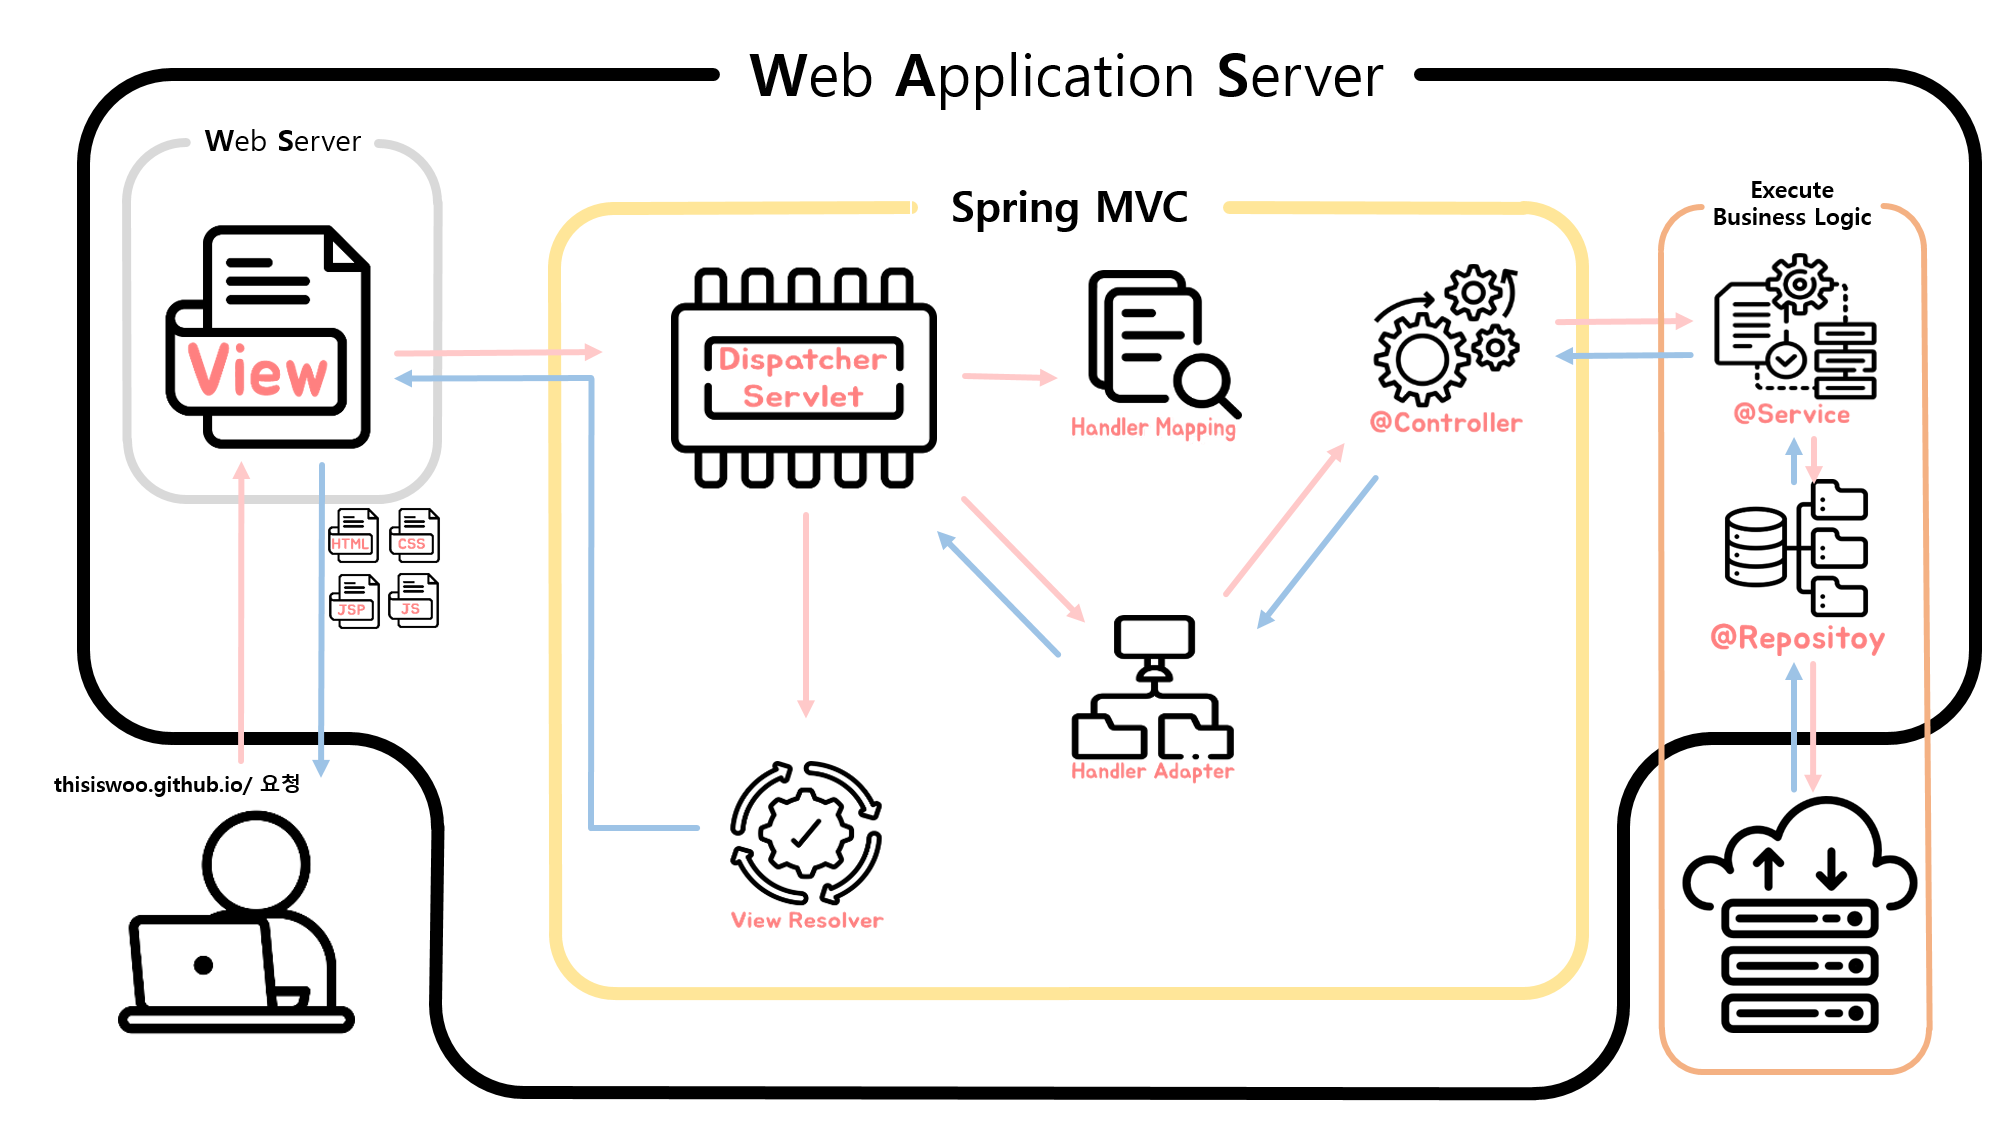 Web Application Server
Web Server
View
HTML
CSS
JSP
JS
thisiswoo.github.io/ 요청
Spring MVC
Dispatcher
Servlet
Handler Mapping
@Controller
Handler Adapter
View Resolver
Execute
Business Logic
@Service
@Repositoy